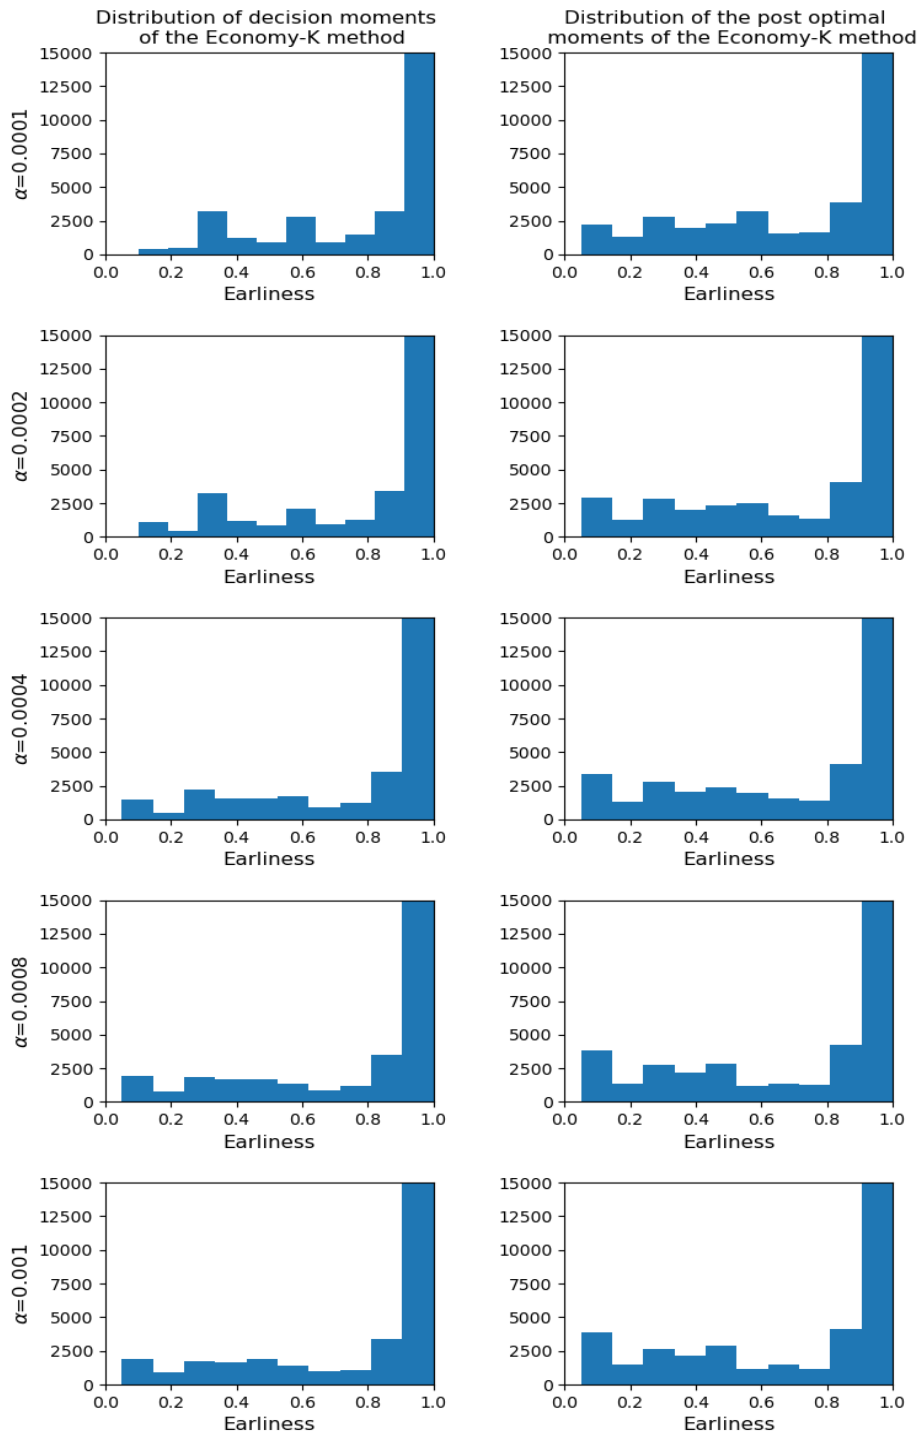 Distribution of decision moments
of the Economy-K method
Distribution of the post optimal
moments of the Economy-K method
α=0.0001
15000
12500
10000
7500
5000
2500
0
0.0 0.2 0.4 0.6 0.8 1.0
Earliness
15000
12500
10000
7500
5000
2500
0
0.0 0.2 0.4 0.6 0.8 1.0
Earliness
α=0.0002
15000
12500
10000
7500
5000
2500
0
0.0 0.2 0.4 0.6 0.8 1.0
Earliness
15000
12500
10000
7500
5000
2500
0
0.0 0.2 0.4 0.6 0.8 1.0
Earliness
α=0.0004
15000
12500
10000
7500
5000
2500
0
0.0 0.2 0.4 0.6 0.8 1.0
Earliness
15000
12500
10000
7500
5000
2500
0
0.0 0.2 0.4 0.6 0.8 1.0
Earliness
α=0.0008
15000
12500
10000
7500
5000
2500
0
0.0 0.2 0.4 0.6 0.8 1.0
Earliness
15000
12500
10000
7500
5000
2500
0
0.0 0.2 0.4 0.6 0.8 1.0
Earliness
α=0.001
15000
12500
10000
7500
5000
2500
0
0.0 0.2 0.4 0.6 0.8 1.0
Earliness
15000
12500
10000
7500
5000
2500
0
0.0 0.2 0.4 0.6 0.8 1.0
Earliness